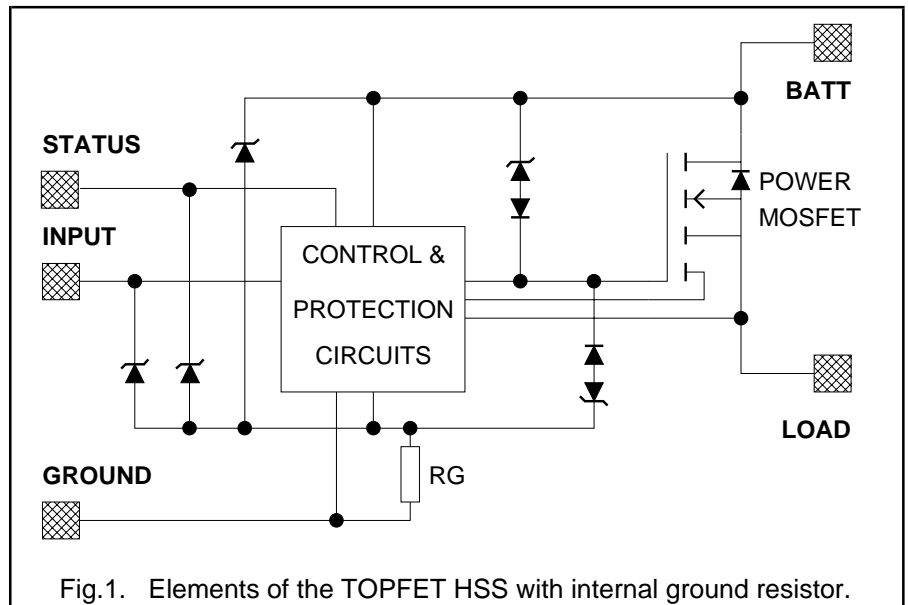 BATT
STATUS
POWER
MOSFET
INPUT
CONTROL &
PROTECTION
CIRCUITS
LOAD
RG
GROUND
Fig.1. Elements of the TOPFET HSS with internal ground resistor.